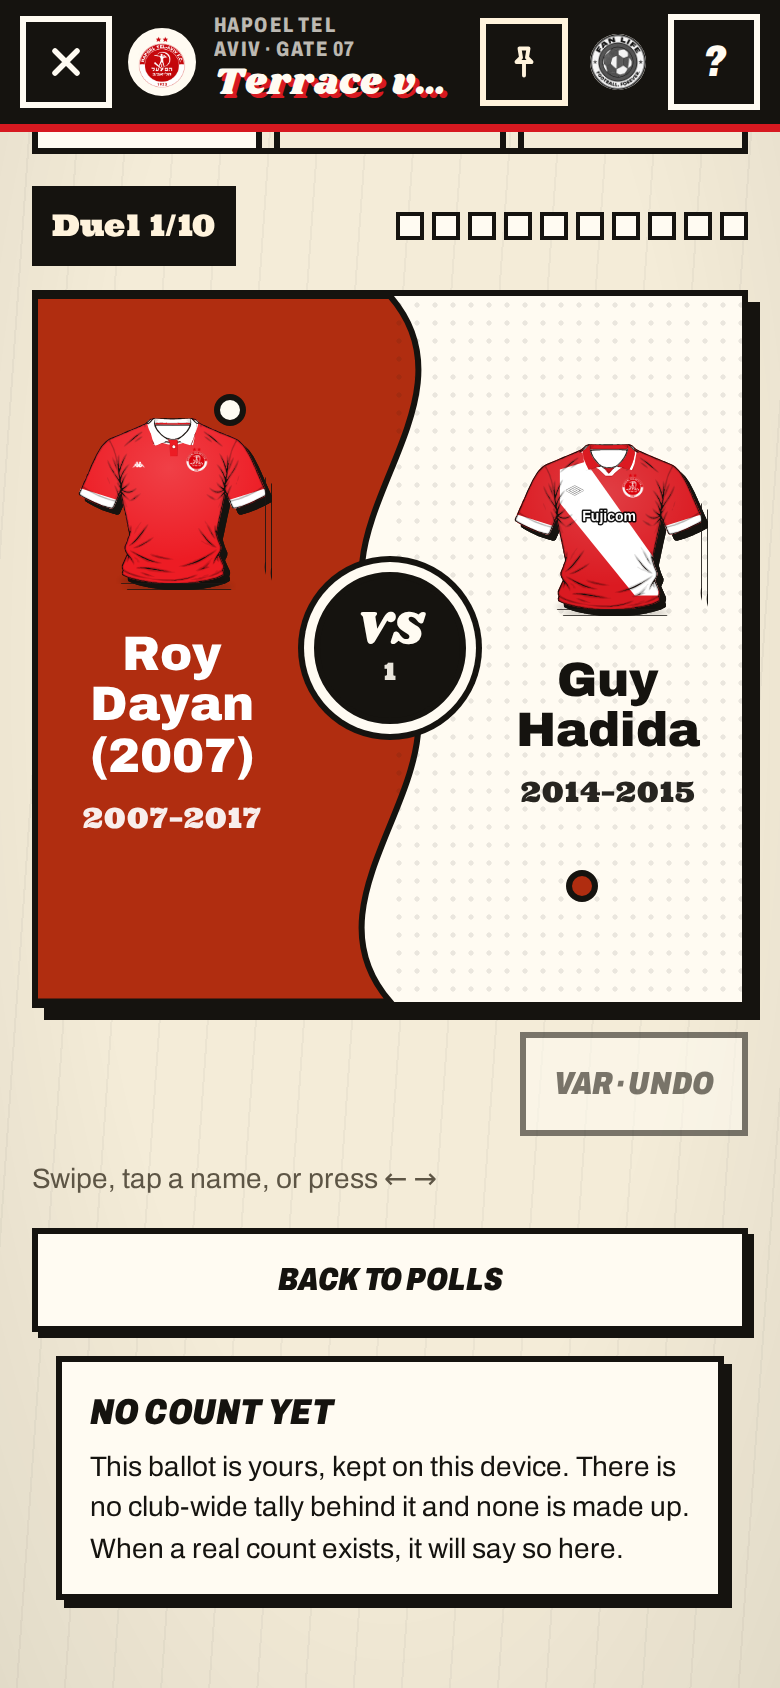 HAPOEL TEL
AVIV · GATE 07
Terrace v...
FAN LIFE
?
Duel 1/10
Fujicom
VS
1
Roy
Dayan
(2007)
2007-2017
Guy
Hadida
2014-2015
VAR·UNDO
Swipe, tap a name, or press ← →
BACK TO POLLS
NO COUNT YET
This ballot is yours, kept on this device. There is
no club-wide tally behind it and none is made up.
When a real count exists, it will say so here.